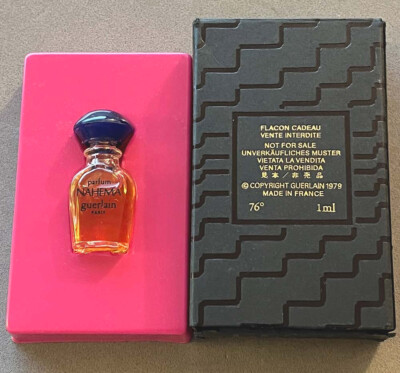 parfum
NAHEMA
guerlain
PARIS
FLACON CADEAU
VENTE INTERDITE
NOT FOR SALE
UNVERKÄUFLICHES MUSTER
VIETATA LA VENDITA
VENTA PROHIBIDA
見本/非売品
© COPYRIGHT GUERLAIN 1979
MADE IN FRANCE
76° 1ml